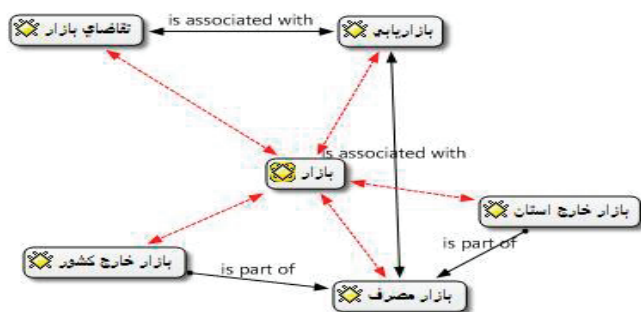 is associated with
تقاضاي بازار
بازاريابي
is associated with
بازار
بازار خارج استان
is part of
بازار خارج كشور
is part of
بازار مصرف